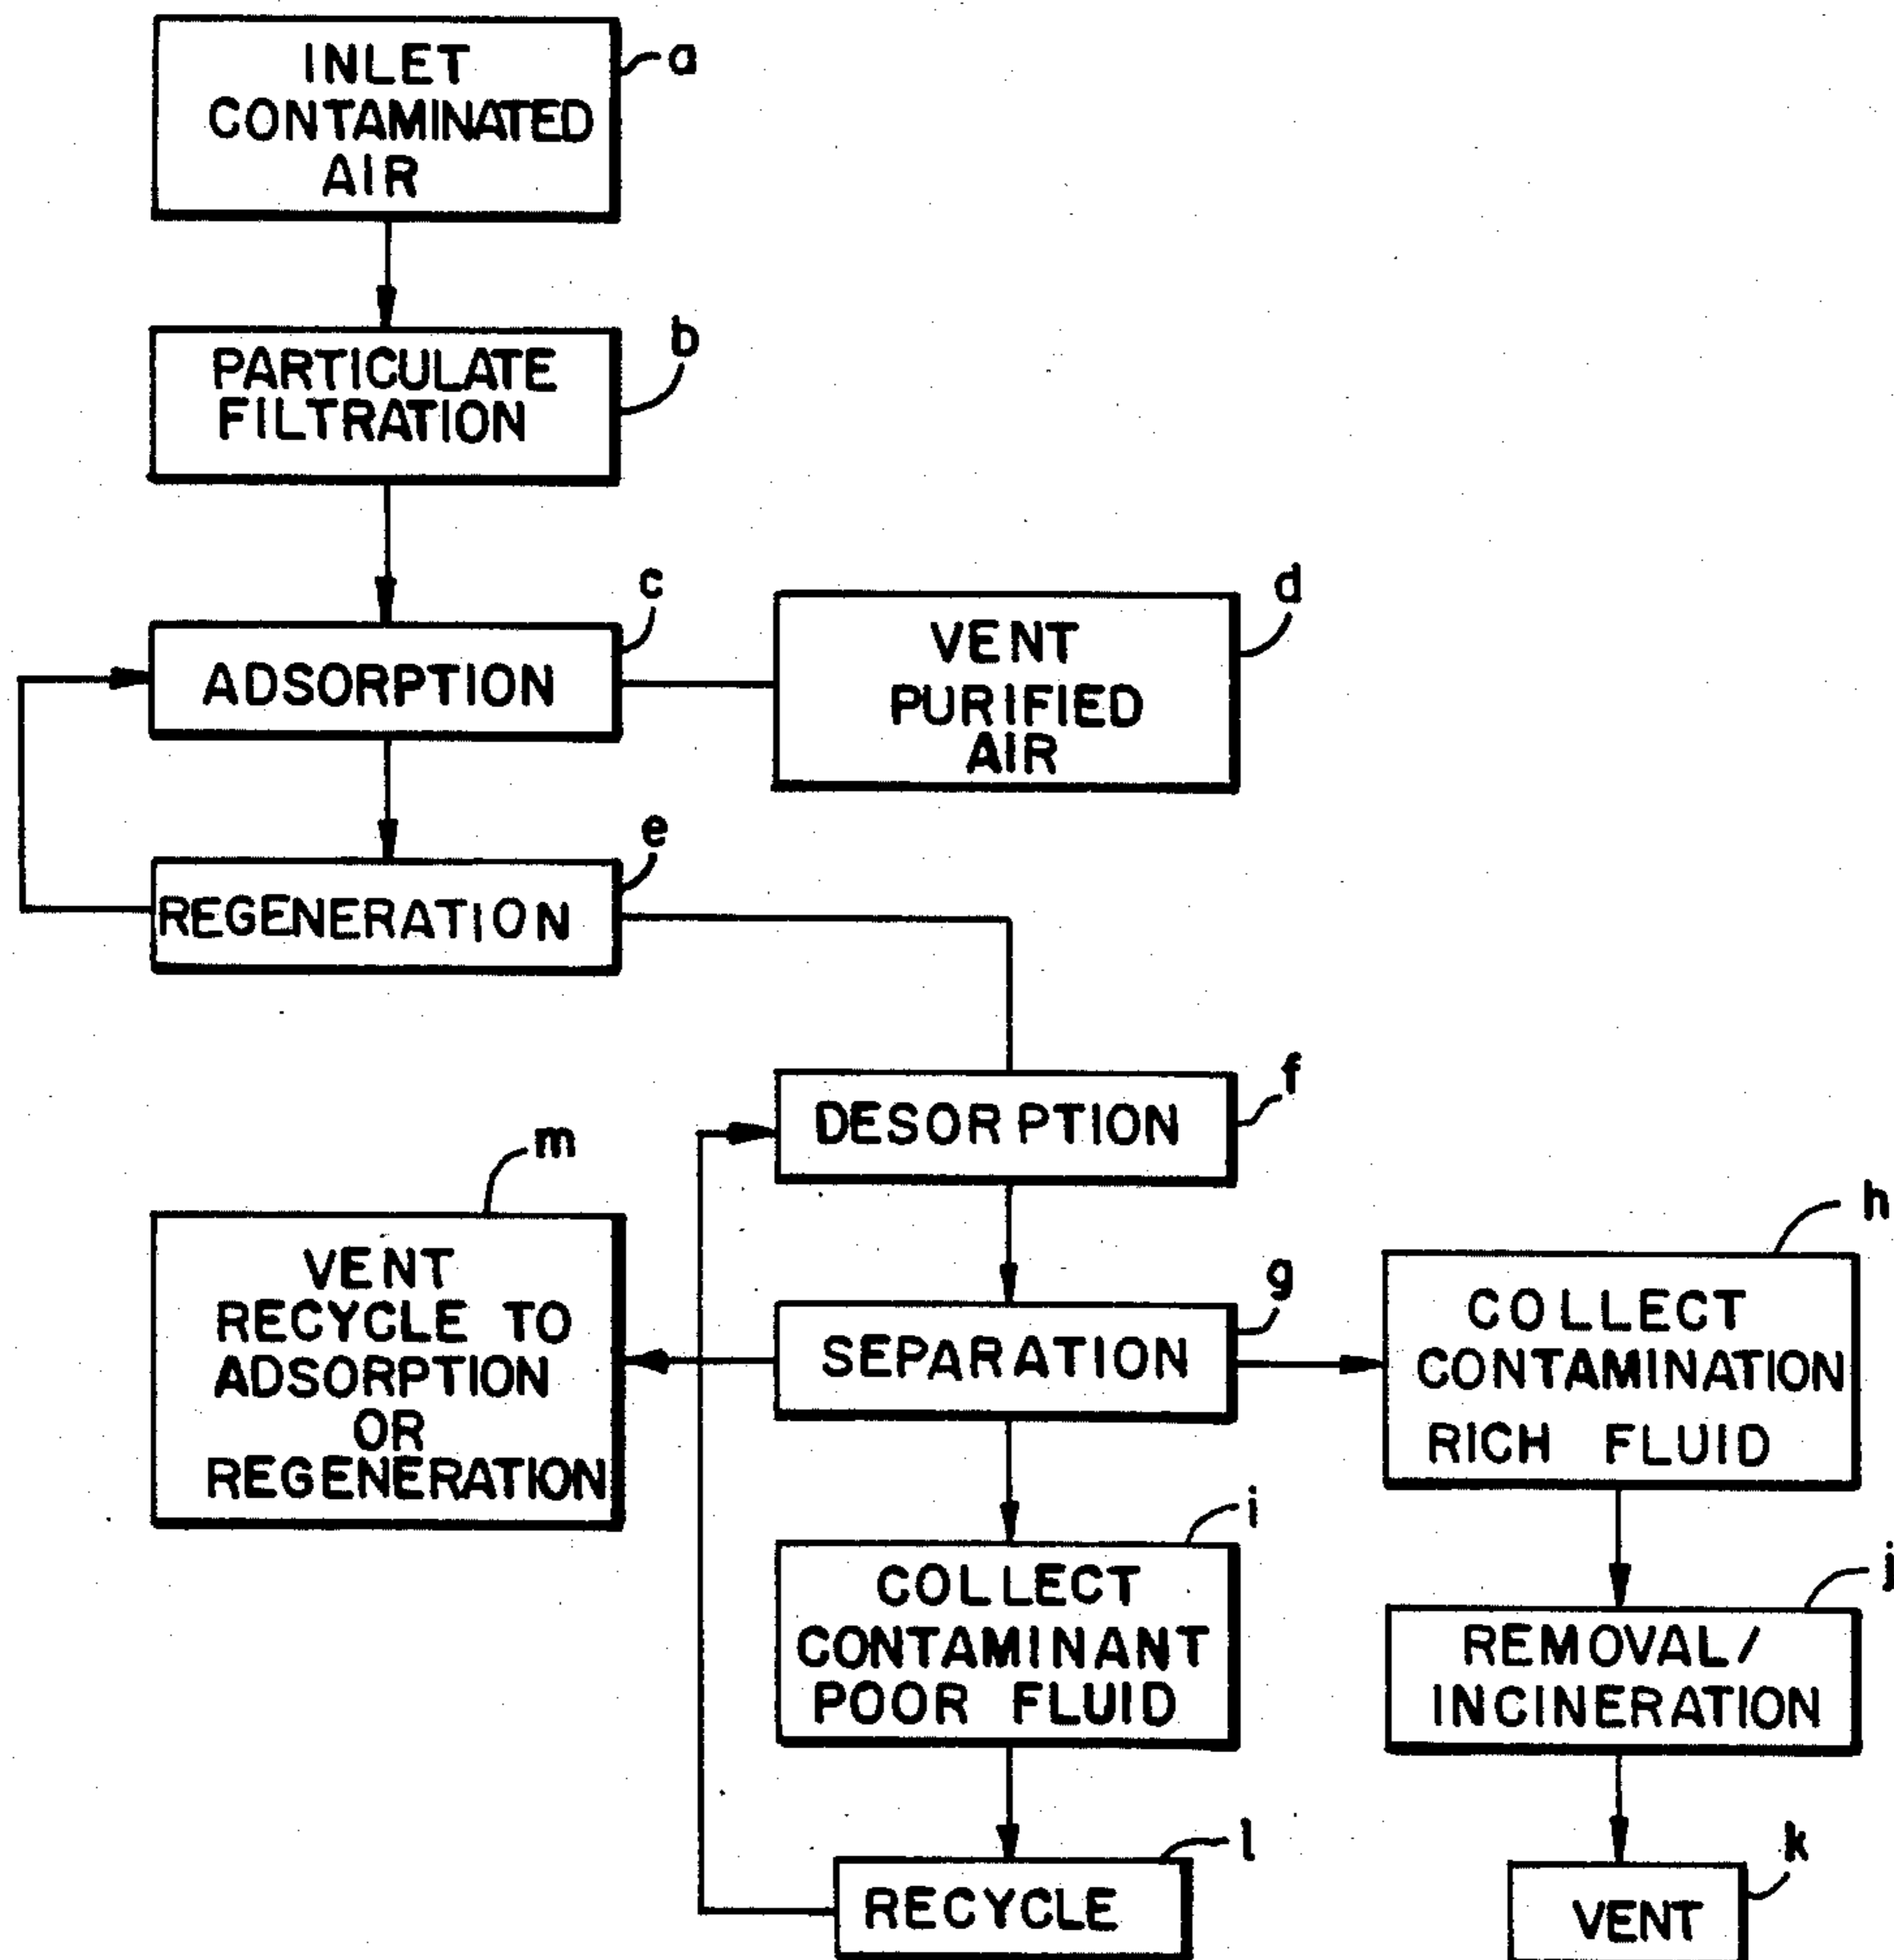 INLET
CONTAMINATED
AIR
a
PARTICULATE
FILTRATION
b
ADSORPTION
c
VENT
PURIFIED
AIR
d
REGENERATION
e
DESORPTION
f
VENT
RECYCLE TO
ADSORPTION
OR
REGENERATION
m
SEPARATION
g
COLLECT
CONTAMINATION
RICH FLUID
h
COLLECT
CONTAMINANT
POOR FLUID
i
REMOVAL/
INCINERATION
j
RECYCLE
l
VENT
k